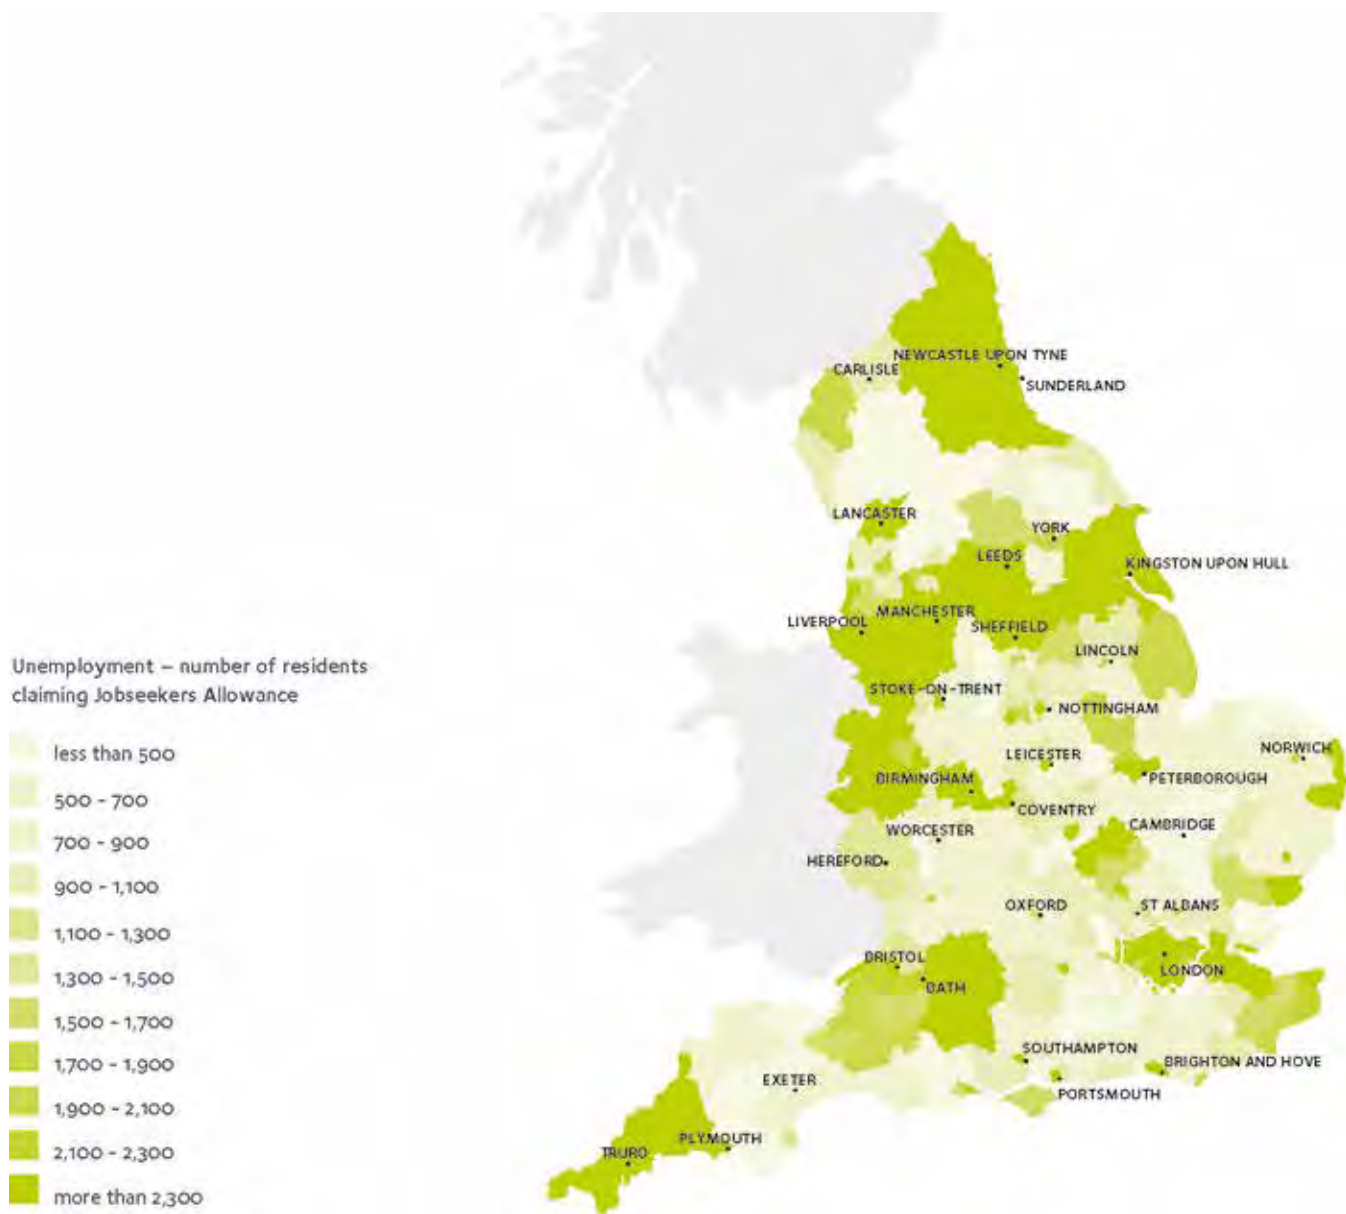 NEWCASTLE UPON TYNE
CARLISLE
SUNDERLAND
LANCASTER
YORK
LEEDS
KINGSTON UPON HULL
MANCHESTER
LIVERPOOL
SHEFFIELD
LINCOLN
Unemployment – number of residents
claiming Jobseekers Allowance
STOKE-ON-TRENT
NOTTINGHAM
less than 500
LEICESTER
NORWICH
BIRMINGHAM
PETERBOROUGH
500 - 700
COVENTRY
CAMBRIDGE
WORCESTER
700 - 900
HEREFORD
900 - 1,100
OXFORD
ST ALBANS
1,100 - 1,300
BRISTOL
LONDON
1,300 - 1,500
BATH
1,500 - 1,700
SOUTHAMPTON
BRIGHTON AND HOVE
1,700 - 1,900
EXETER
PORTSMOUTH
1,900 - 2,100
PLYMOUTH
2,100 - 2,300
TRURO
more than 2,300